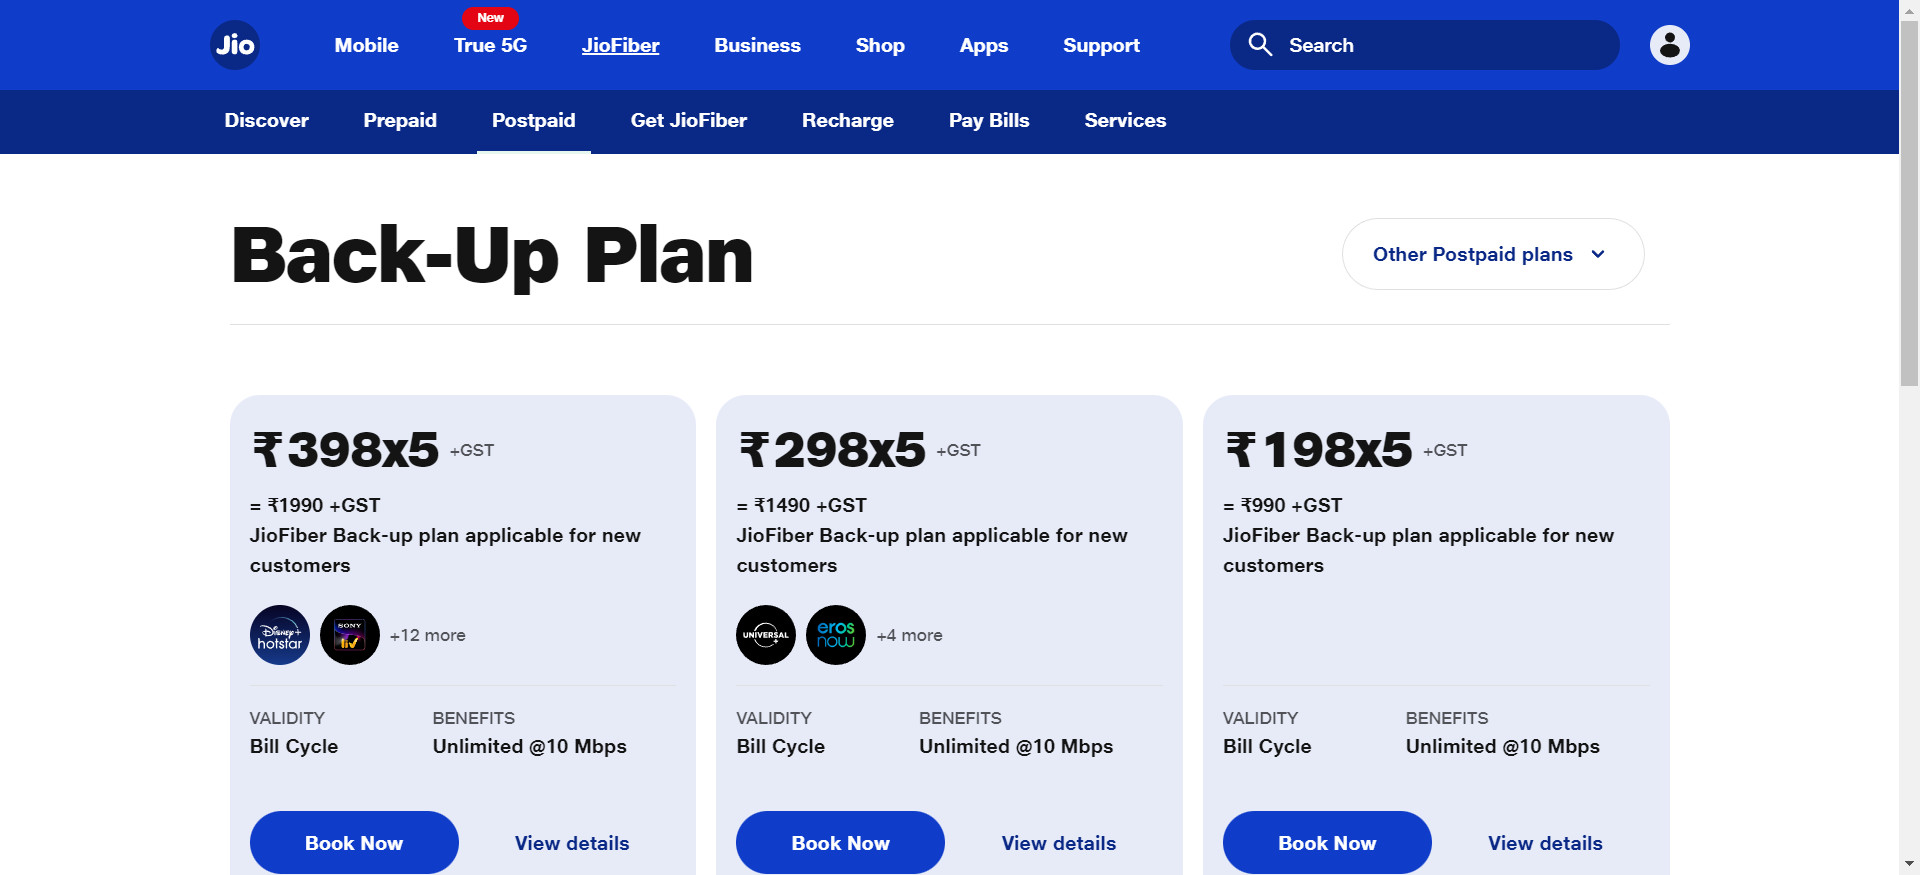 New
Jio
Mobile
True 5G
JioFiber
Business
Shop
Apps
Support
Search
Discover
Prepaid
Postpaid
Get JioFiber
Recharge
Pay Bills
Services
Back-Up Plan
Other Postpaid plans
₹398x5 +GST
= ₹1990 +GST
JioFiber Back-up plan applicable for new
customers
Disney+
hotstar
SONY
liv
+12 more
VALIDITY
BENEFITS
Bill Cycle
Unlimited @10 Mbps
Book Now
View details
₹298x5 +GST
= ₹1490 +GST
JioFiber Back-up plan applicable for new
customers
UNIVERSAL
+
eros
now
+4 more
VALIDITY
BENEFITS
Bill Cycle
Unlimited @10 Mbps
Book Now
View details
₹198x5 +GST
= ₹990 +GST
JioFiber Back-up plan applicable for new
customers
VALIDITY
BENEFITS
Bill Cycle
Unlimited @10 Mbps
Book Now
View details